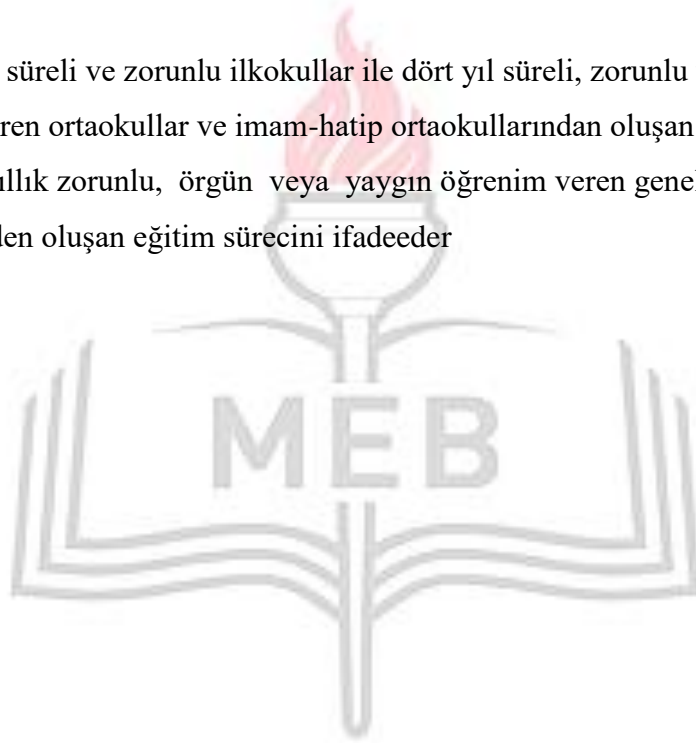 süreli ve zorunlu ilkokullar ile dört yıl süreli, zorunlu
ren ortaokullar ve imam-hatip ortaokullarından oluşan
ıllık zorunlu, örgün veya yaygın öğrenim veren genel
den oluşan eğitim sürecini ifadeeder
MEB